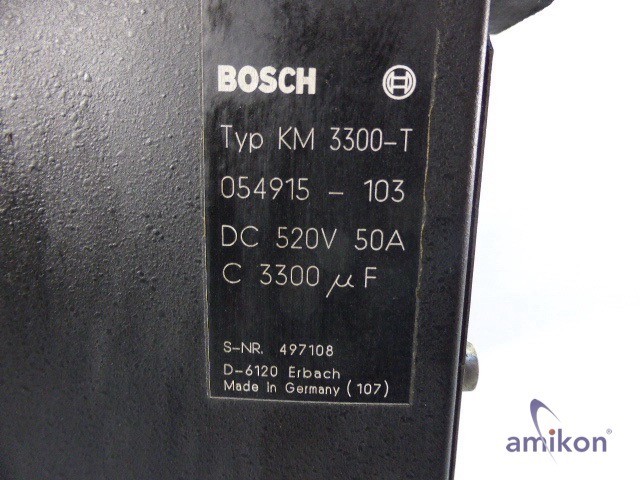 BOSCH
Typ KM 3300-T
054915 - 103
DC 520V 50A
C 3300 μF
S-NR. 497108
D-6120 Erbach
Made in Germany (107)
amikon®